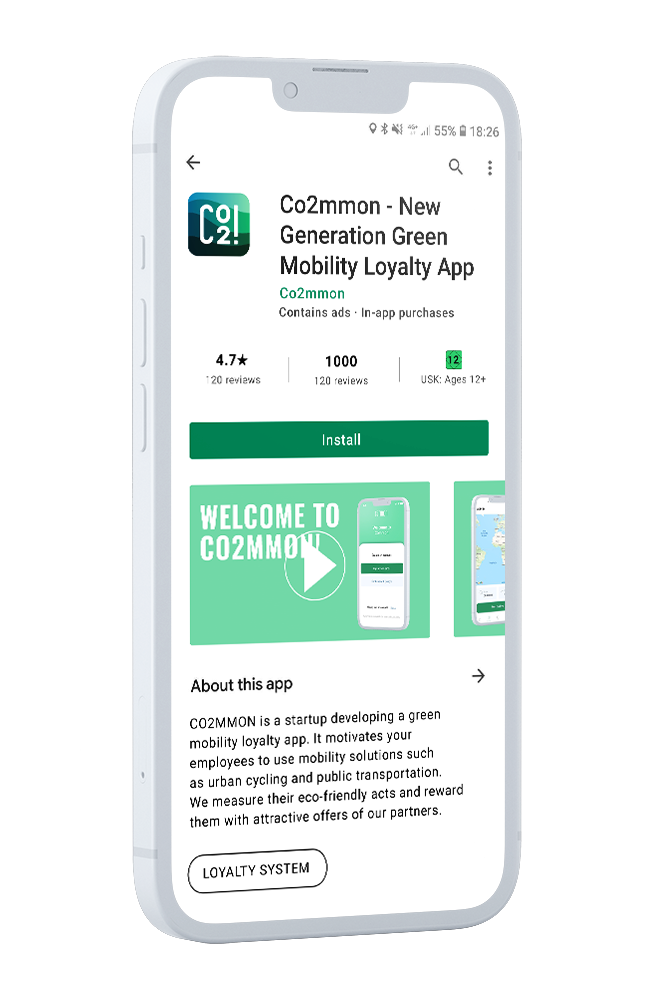 55% 18:26
CO2!
Co2mmon - New
Generation Green
Mobility Loyalty App
Co2mmon
Contains ads · In-app purchases
4.7★ 1000 12
120 reviews 120 reviews USK: Ages 12+
Install
WELCOME TO
CO2MMON!
About this app
CO2MMON is a startup developing a green
mobility loyalty app. It motivates your
employees to use mobility solutions such
as urban cycling and public transportation.
We measure their eco-friendly acts and reward
them with attractive offers of our partners.
LOYALTY SYSTEM